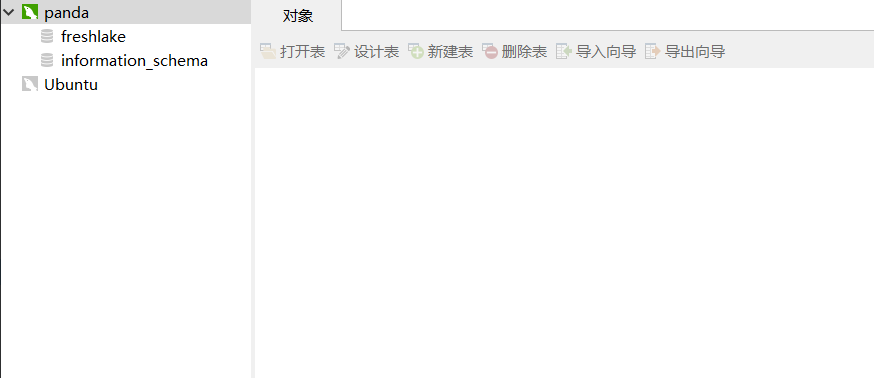 panda
freshlake
information_schema
Ubuntu
对象
打开表 设计表 新建表 删除表 导入向导 导出向导